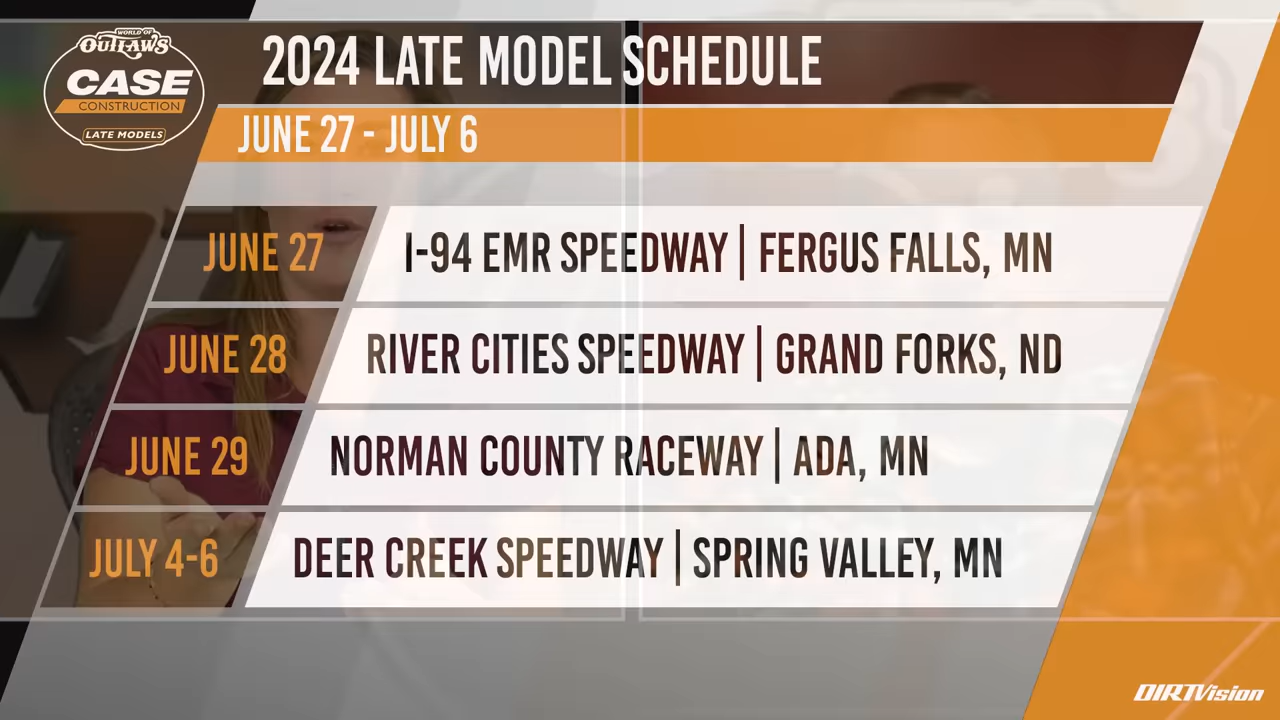 WORLD OF
OUTLAWS
CASE
CONSTRUCTION
LATE MODELS
2024 LATE MODEL SCHEDULE
JUNE 27 - JULY 6
JUNE 27 I-94 EMR SPEEDWAY | FERGUS FALLS, MN
JUNE 28 RIVER CITIES SPEEDWAY | GRAND FORKS, ND
JUNE 29 NORMAN COUNTY RACEWAY | ADA, MN
JULY 4-6 DEER CREEK SPEEDWAY | SPRING VALLEY, MN
DIRTVision